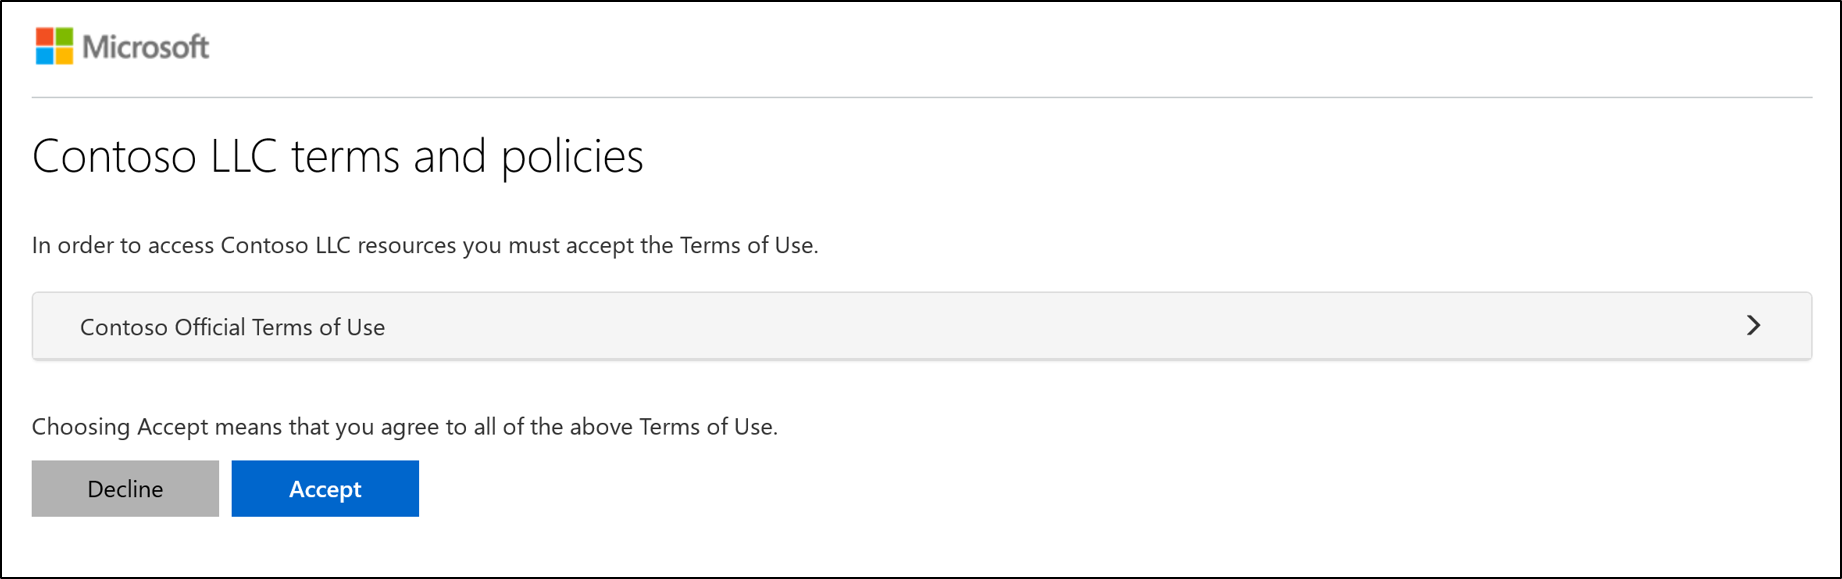 Microsoft
Contoso LLC terms and policies
In order to access Contoso LLC resources you must accept the Terms of Use.
Contoso Official Terms of Use
Choosing Accept means that you agree to all of the above Terms of Use.
Decline Accept